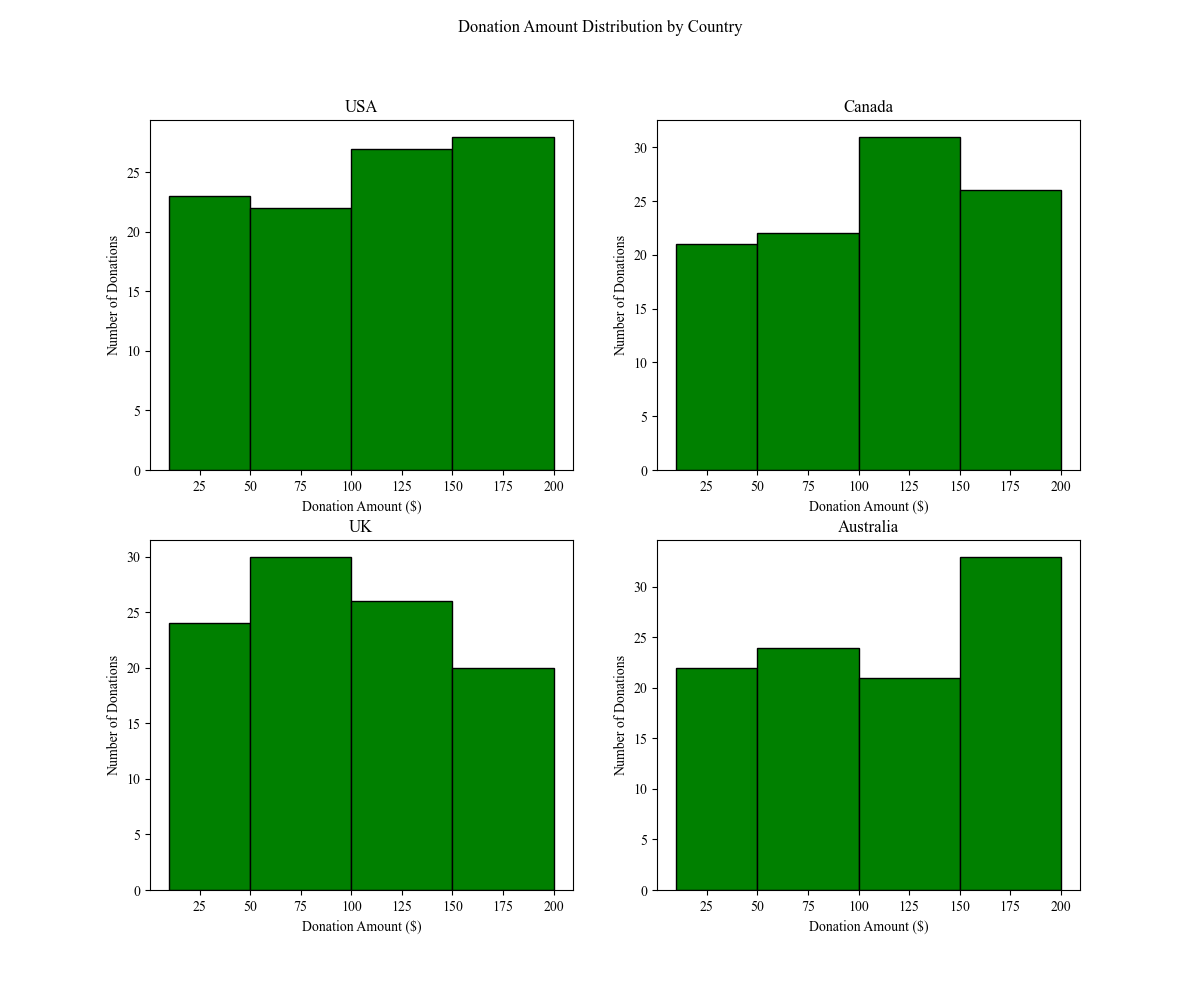 Donation Amount Distribution by Country
USA
Number of Donations
25
20
15
10
5
0
25 50 75 100 125 150 175 200
Donation Amount ($)
Canada
Number of Donations
30
25
20
15
10
5
0
25 50 75 100 125 150 175 200
Donation Amount ($)
UK
Number of Donations
30
25
20
15
10
5
0
25 50 75 100 125 150 175 200
Donation Amount ($)
Australia
Number of Donations
30
25
20
15
10
5
0
25 50 75 100 125 150 175 200
Donation Amount ($)